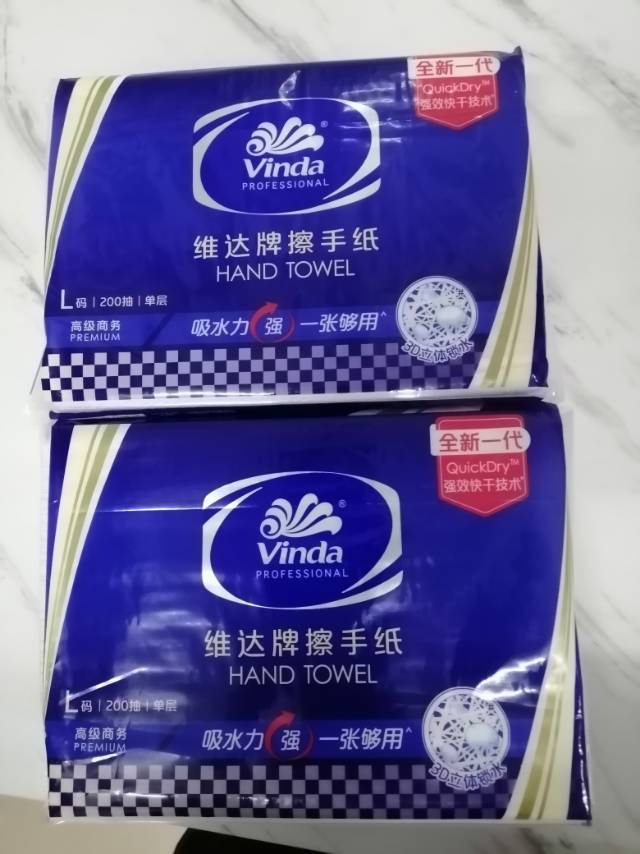 全新一代
QuickDry™
强效快干技术
Vinda®
PROFESSIONAL
维达牌擦手纸
HAND TOWEL
L码|200抽|单层
高级商务
PREMIUM
吸水力强一张够用^
3D立体锁水
全新一代
QuickDry™
强效快干技术*
Vinda®
PROFESSIONAL
维达牌擦手纸
HAND TOWEL
L码|200抽|单层
高级商务
PREMIUM
吸水力强一张够用^
3D立体锁水